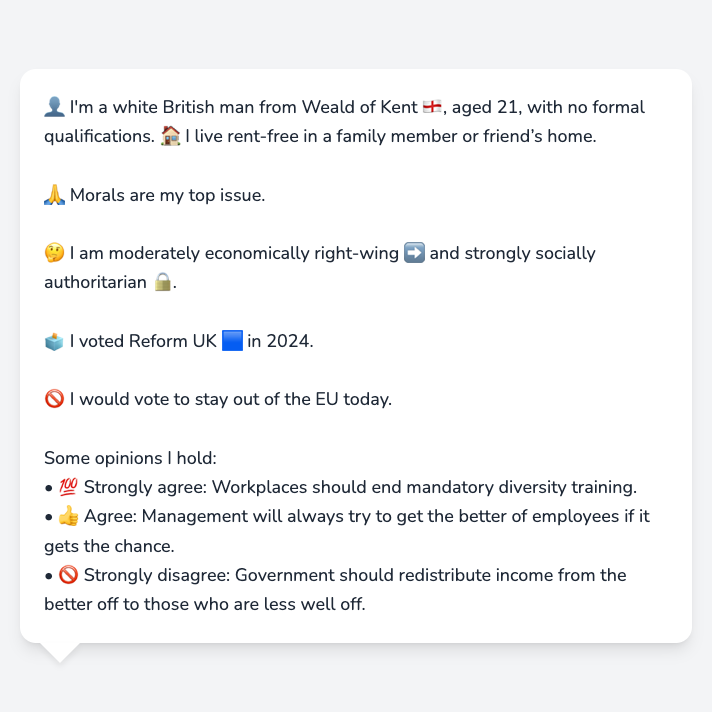 👤 I'm a white British man from Weald of Kent 🏴󠁧󠁢󠁥󠁮󠁧󠁿, aged 21, with no formal
qualifications. 🏠 I live rent-free in a family member or friend’s home.
🙏 Morals are my top issue.
🤔 I am moderately economically right-wing ➡️ and strongly socially
authoritarian 🔒.
🗳️ I voted Reform UK 🟦 in 2024.
🚫 I would vote to stay out of the EU today.
Some opinions I hold:
• 💯 Strongly agree: Workplaces should end mandatory diversity training.
• 👍 Agree: Management will always try to get the better of employees if it
gets the chance.
• 🚫 Strongly disagree: Government should redistribute income from the
better off to those who are less well off.